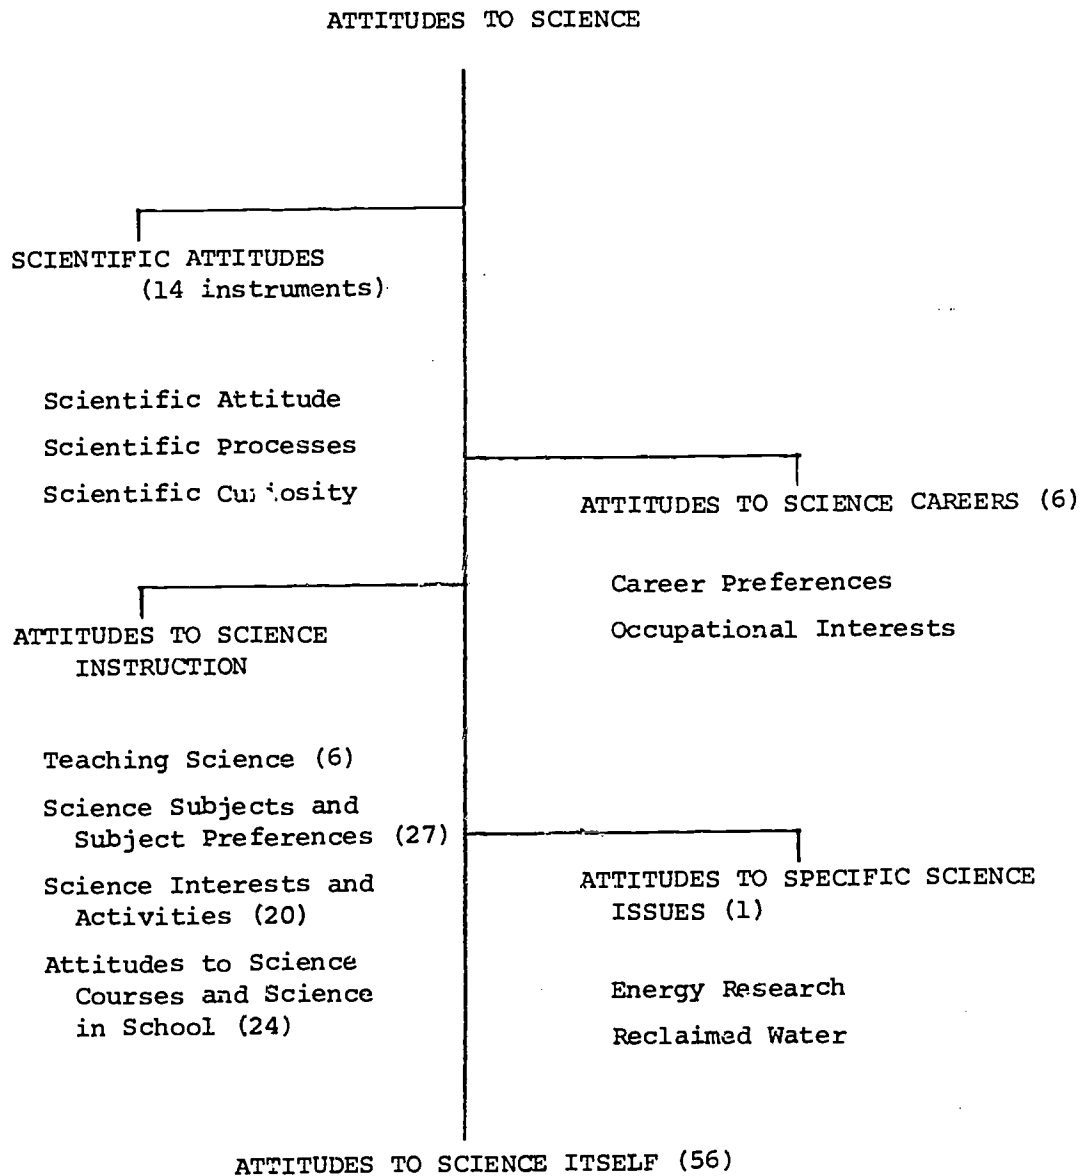 ATTITUDES TO SCIENCE
SCIENTIFIC ATTITUDES
(14 instruments)
Scientific Attitude
Scientific Processes
Scientific Curiosity
ATTITUDES TO SCIENCE CAREERS (6)
Career Preferences
Occupational Interests
ATTITUDES TO SCIENCE
INSTRUCTION
Teaching Science (6)
Science Subjects and
Subject Preferences (27)
Science Interests and
Activities (20)
Attitudes to Science
Courses and Science
in School (24)
ATTITUDES TO SPECIFIC SCIENCE
ISSUES (1)
Energy Research
Reclaimed Water
ATTITUDES TO SCIENCE ITSELF (56)